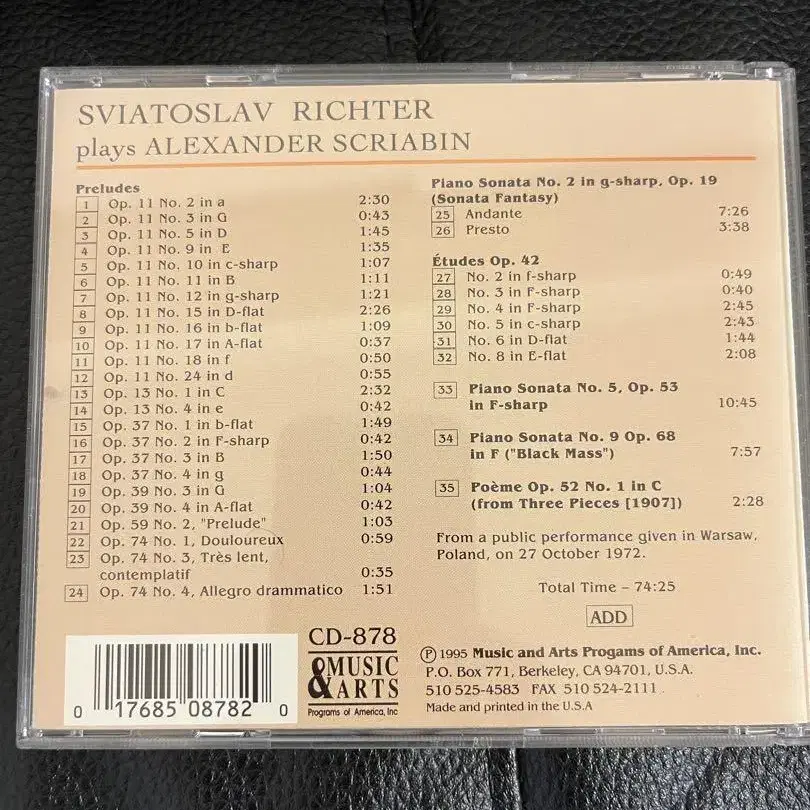 SVIATOSLAV RICHTER
plays ALEXANDER SCRIABIN
Preludes
1 Op. 11 No. 2 in a 2:30
2 Op. 11 No. 3 in G 0:43
3 Op. 11 No. 5 in D 1:45
4 Op. 11 No. 9 in E 1:35
5 Op. 11 No. 10 in c-sharp 1:07
6 Op. 11 No. 11 in B 1:11
7 Op. 11 No. 12 in g-sharp 1:21
8 Op. 11 No. 15 in D-flat 2:26
9 Op. 11 No. 16 in b-flat 1:09
10 Op. 11 No. 17 in A-flat 0:37
11 Op. 11 No. 18 in f 0:50
12 Op. 11 No. 24 in d 0:55
13 Op. 13 No. 1 in C 2:32
14 Op. 13 No. 4 in e 0:42
15 Op. 37 No. 1 in b-flat 1:49
16 Op. 37 No. 2 in F-sharp 0:42
17 Op. 37 No. 3 in B 1:50
18 Op. 37 No. 4 in g 0:44
19 Op. 39 No. 3 in G 1:04
20 Op. 39 No. 4 in A-flat 0:42
21 Op. 59 No. 2, "Prelude" 1:03
22 Op. 74 No. 1, Douloureux 0:59
23 Op. 74 No. 3, Très lent,
contemplatif 0:35
24 Op. 74 No. 4, Allegro drammatico 1:51
Piano Sonata No. 2 in g-sharp, Op. 19
(Sonata Fantasy)
25 Andante 7:26
26 Presto 3:38
Études Op. 42
27 No. 2 in f-sharp 0:49
28 No. 3 in F-sharp 0:40
29 No. 4 in F-sharp 2:45
30 No. 5 in c-sharp 2:43
31 No. 6 in D-flat 1:44
32 No. 8 in E-flat 2:08
33 Piano Sonata No. 5, Op. 53
in F-sharp 10:45
34 Piano Sonata No. 9 Op. 68
in F ("Black Mass") 7:57
35 Poème Op. 52 No. 1 in C
(from Three Pieces [1907]) 2:28
From a public performance given in Warsaw,
Poland, on 27 October 1972.
Total Time – 74:25
ADD
0 17685 08782 0
CD-878
MUSIC
& ARTS
Programs of America, Inc
℗ 1995 Music and Arts Progams of America, Inc.
P.O. Box 771, Berkeley, CA 94701, U.S.A.
510 525-4583 FAX 510 524-2111
Made and printed in the U.S.A